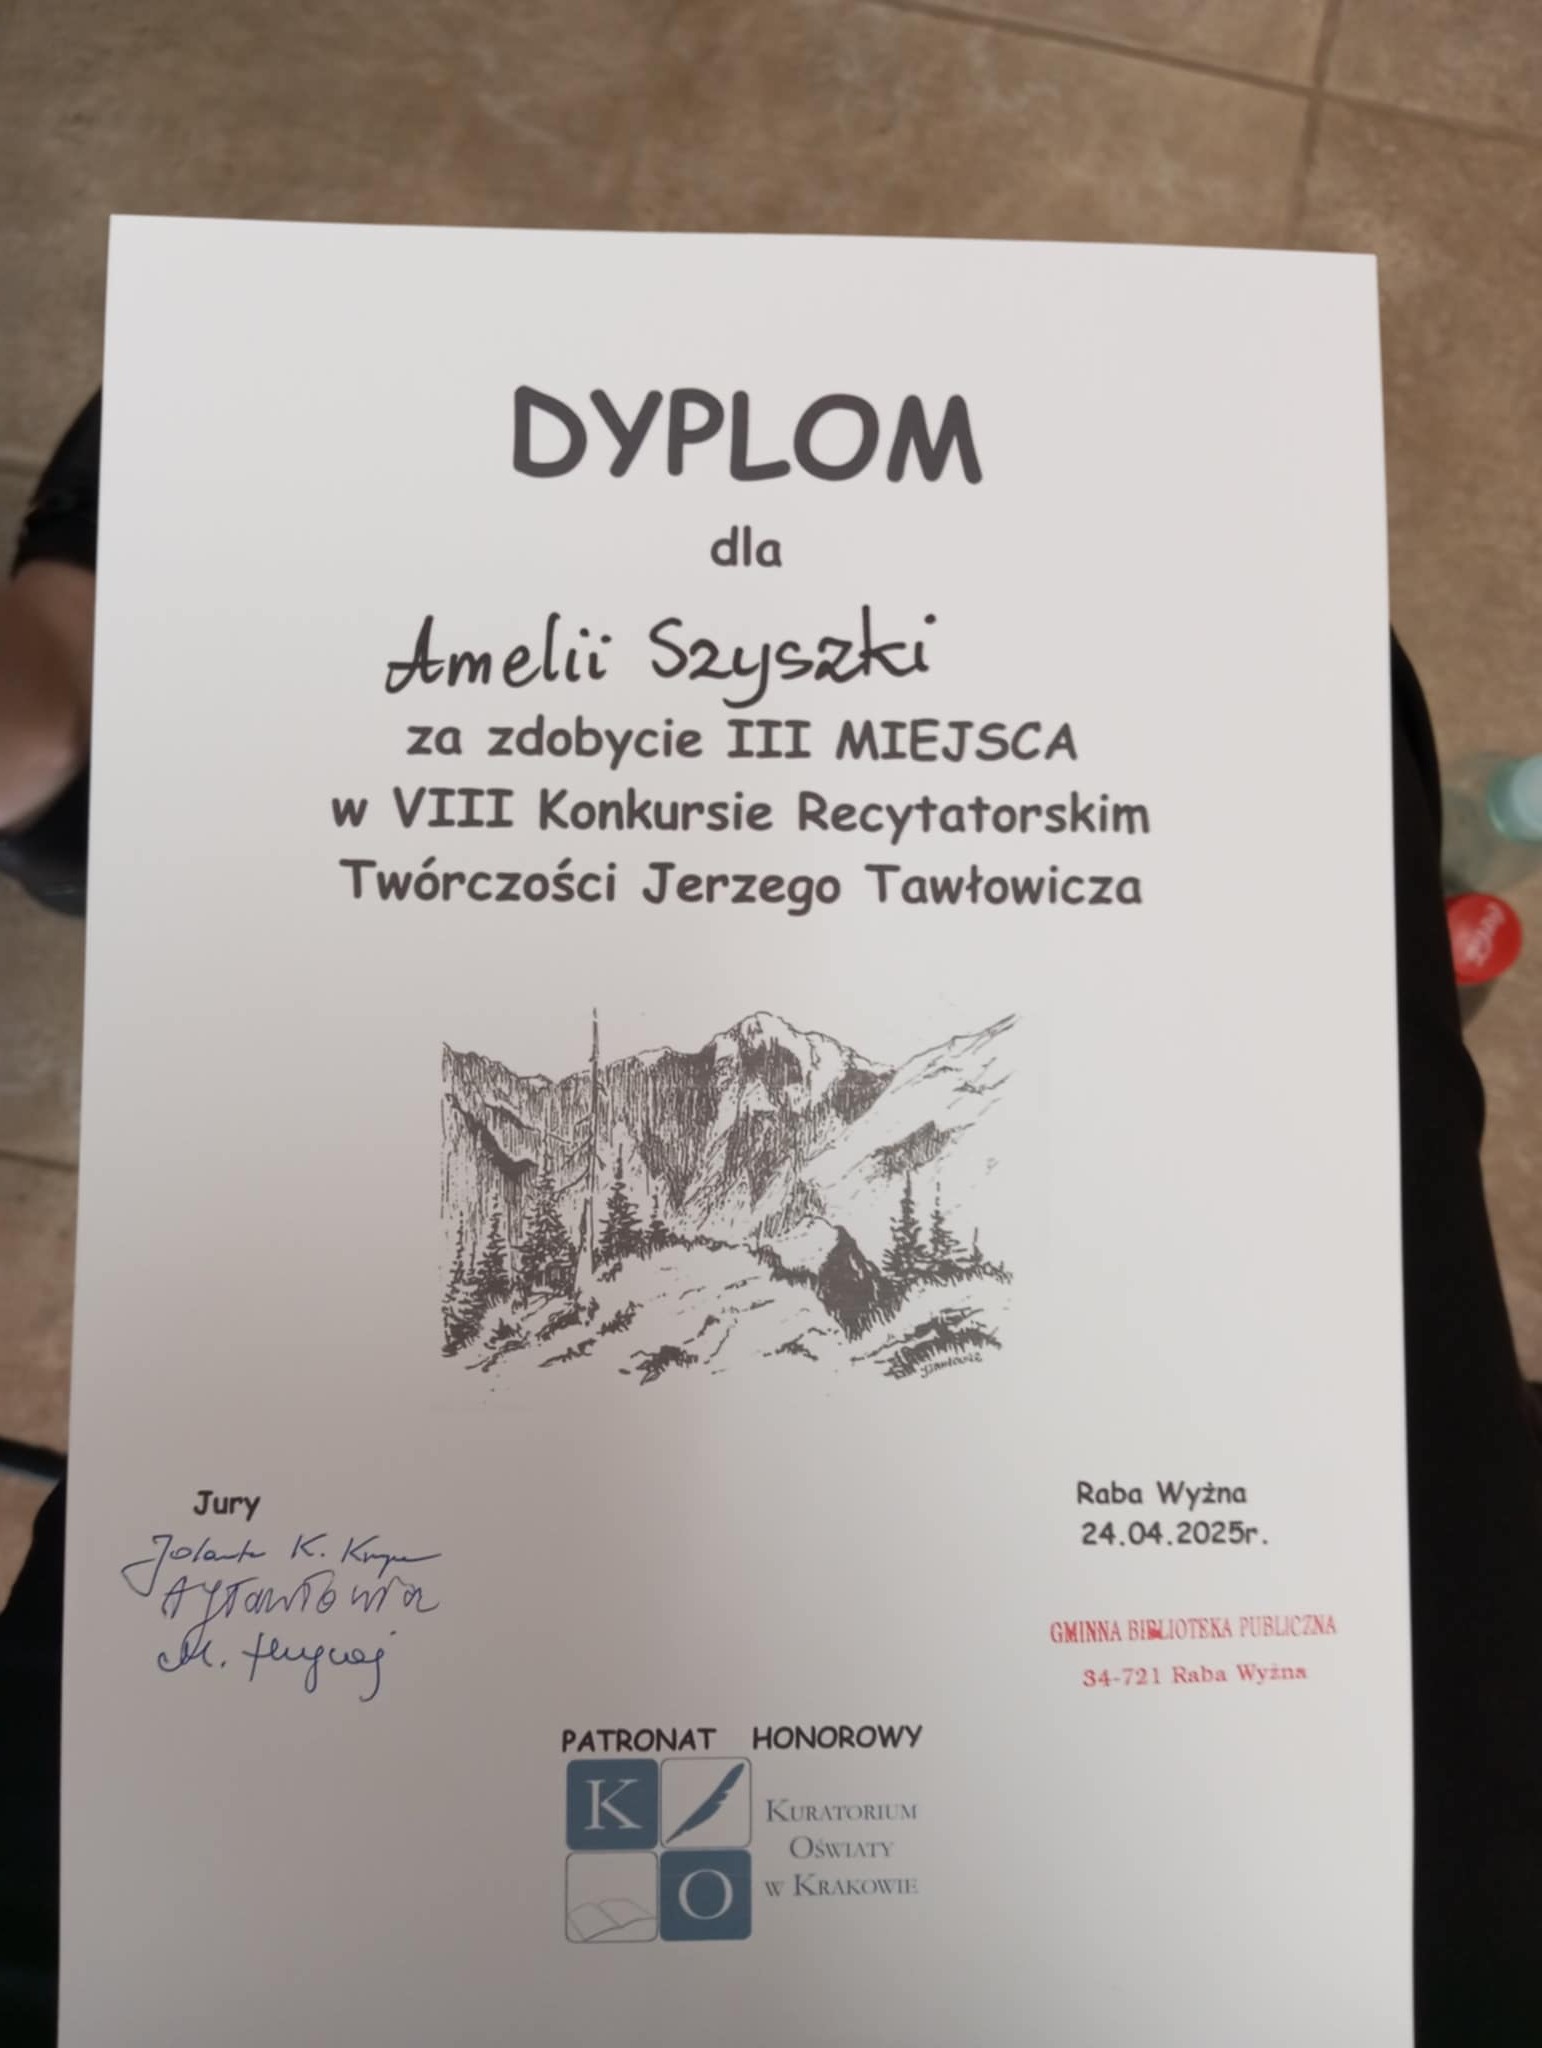 DYPLOM
dla
Amelii Szyszki
za zdobycie III MIEJSCA
w VIII Konkursie Recytatorskim
Twórczości Jerzego Tawłowicza
Jury
Raba Wyżna
24.04.2025r.
Jolanta K.
M.
GMINNA BIBLIOTEKA PUBLICZNA
34-721 Raba Wyżna
PATRONAT HONOROWY
K
O
KURATORIUM
OŚWIATY
W KRAKOWIE